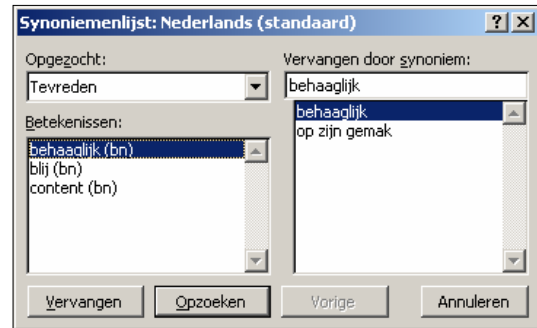 Synoniemenlijst: Nederlands (standaard)
Opgezocht:
Tevreden
Betekenissen:
behaaglijk (bn)
blij (bn)
content (bn)
Vervangen door synoniem:
behaaglijk
behaaglijk
op zijn gemak
Vervangen
Opzoeken
Vorige
Annuleren